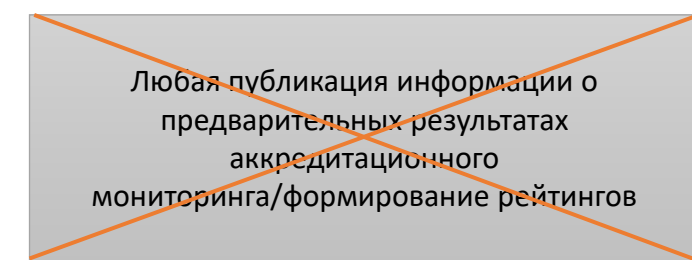 Любая публикация информации о
предварительных результатах
аккредитационного
мониторинга/формирование рейтингов